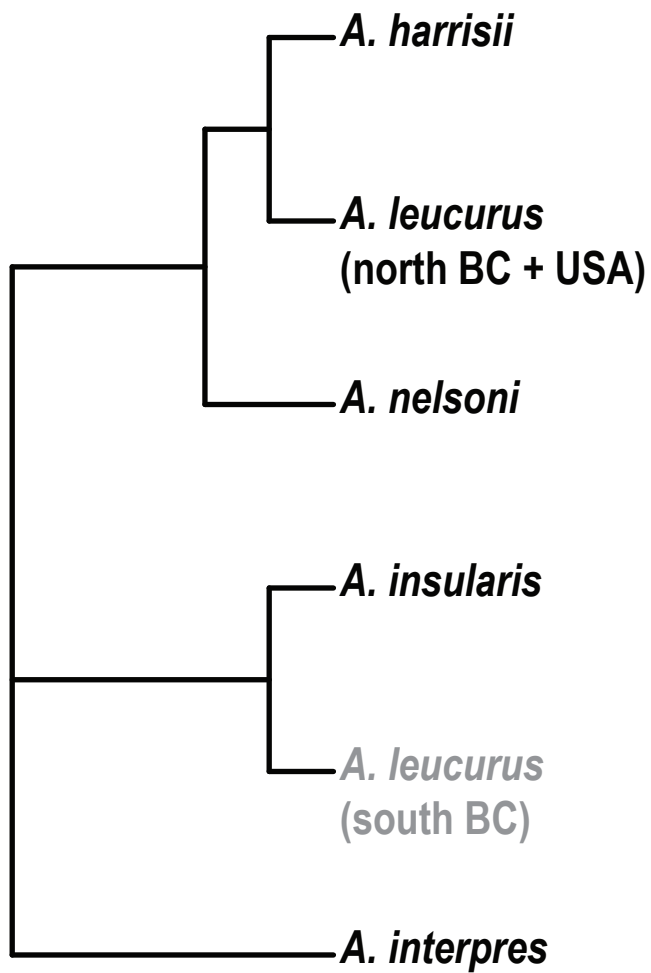 A. harrisii
A. leucurus
(north BC + USA)
A. nelsoni
A. insularis
A. leucurus
(south BC)
A. interpres